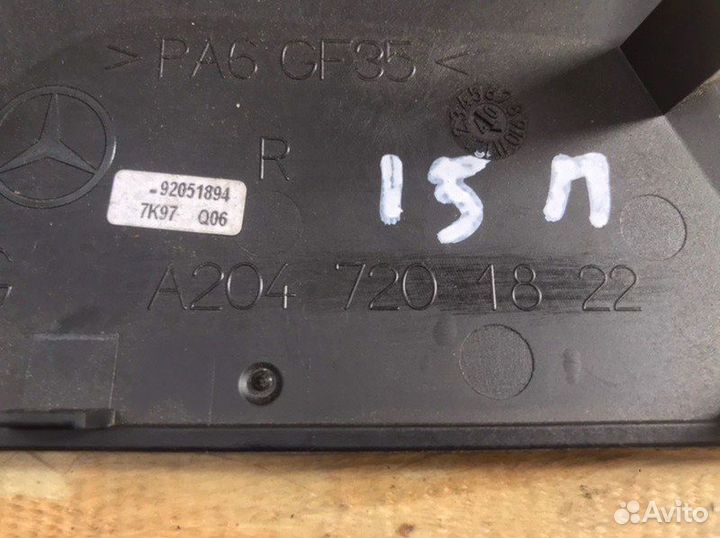 > PA6 GF35 <
R
15 П
-92051894
7K97 Q06
A204 720 18 22
Avito